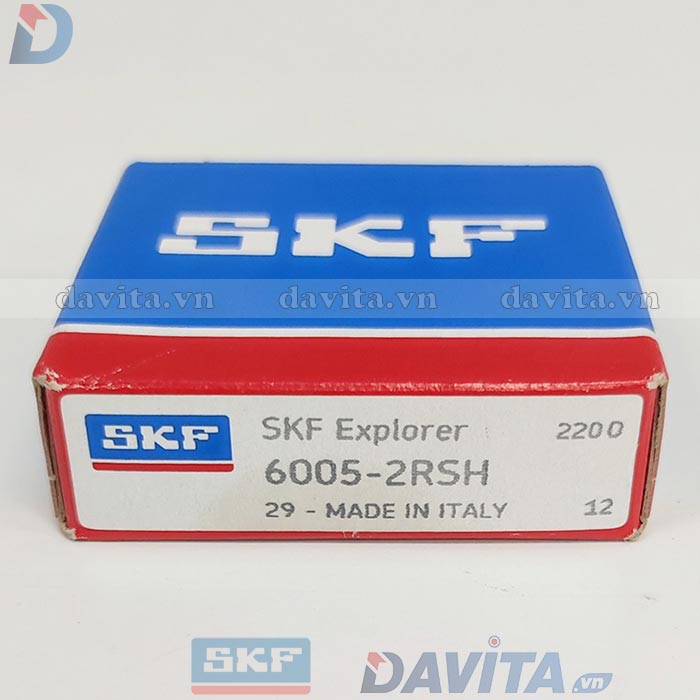 D
SKF
davita.vn davita.vn davita.vn
SKF
SKF Explorer 2200
6005-2RSH
29 - MADE IN ITALY 12
SKF DAVITA.vn